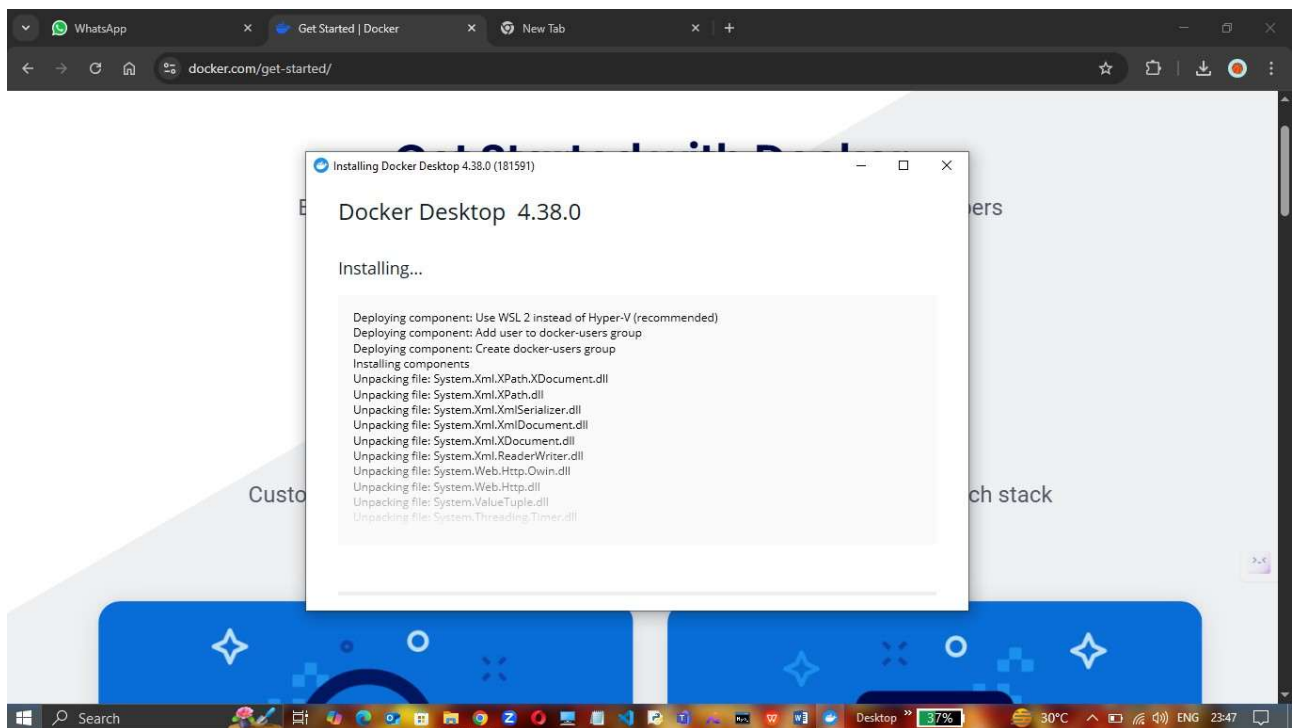 WhatsApp
Get Started | Docker
New Tab
docker.com/get-started/
Installing Docker Desktop 4.38.0 (181591)
Docker Desktop 4.38.0
ers
Installing...
Deploying component: Use WSL 2 instead of Hyper-V (recommended)
Deploying component: Add user to docker-users group
Deploying component: Create docker-users group
Installing components
Unpacking file: System.Xml.XPath.XDocument.dll
Unpacking file: System.Xml.XPath.dll
Unpacking file: System.Xml.XmlSerializer.dll
Unpacking file: System.Xml.XmlDocument.dll
Unpacking file: System.Xml.XDocument.dll
Unpacking file: System.Xml.ReaderWriter.dll
Unpacking file: System.Web.Http.Owin.dll
Unpacking file: System.Web.Http.dll
Unpacking file: System.ValueTuple.dll
Unpacking file: System.Threading.Timer.dll
Custo ch stack
Search Desktop 37% 30°C ENG 23:47